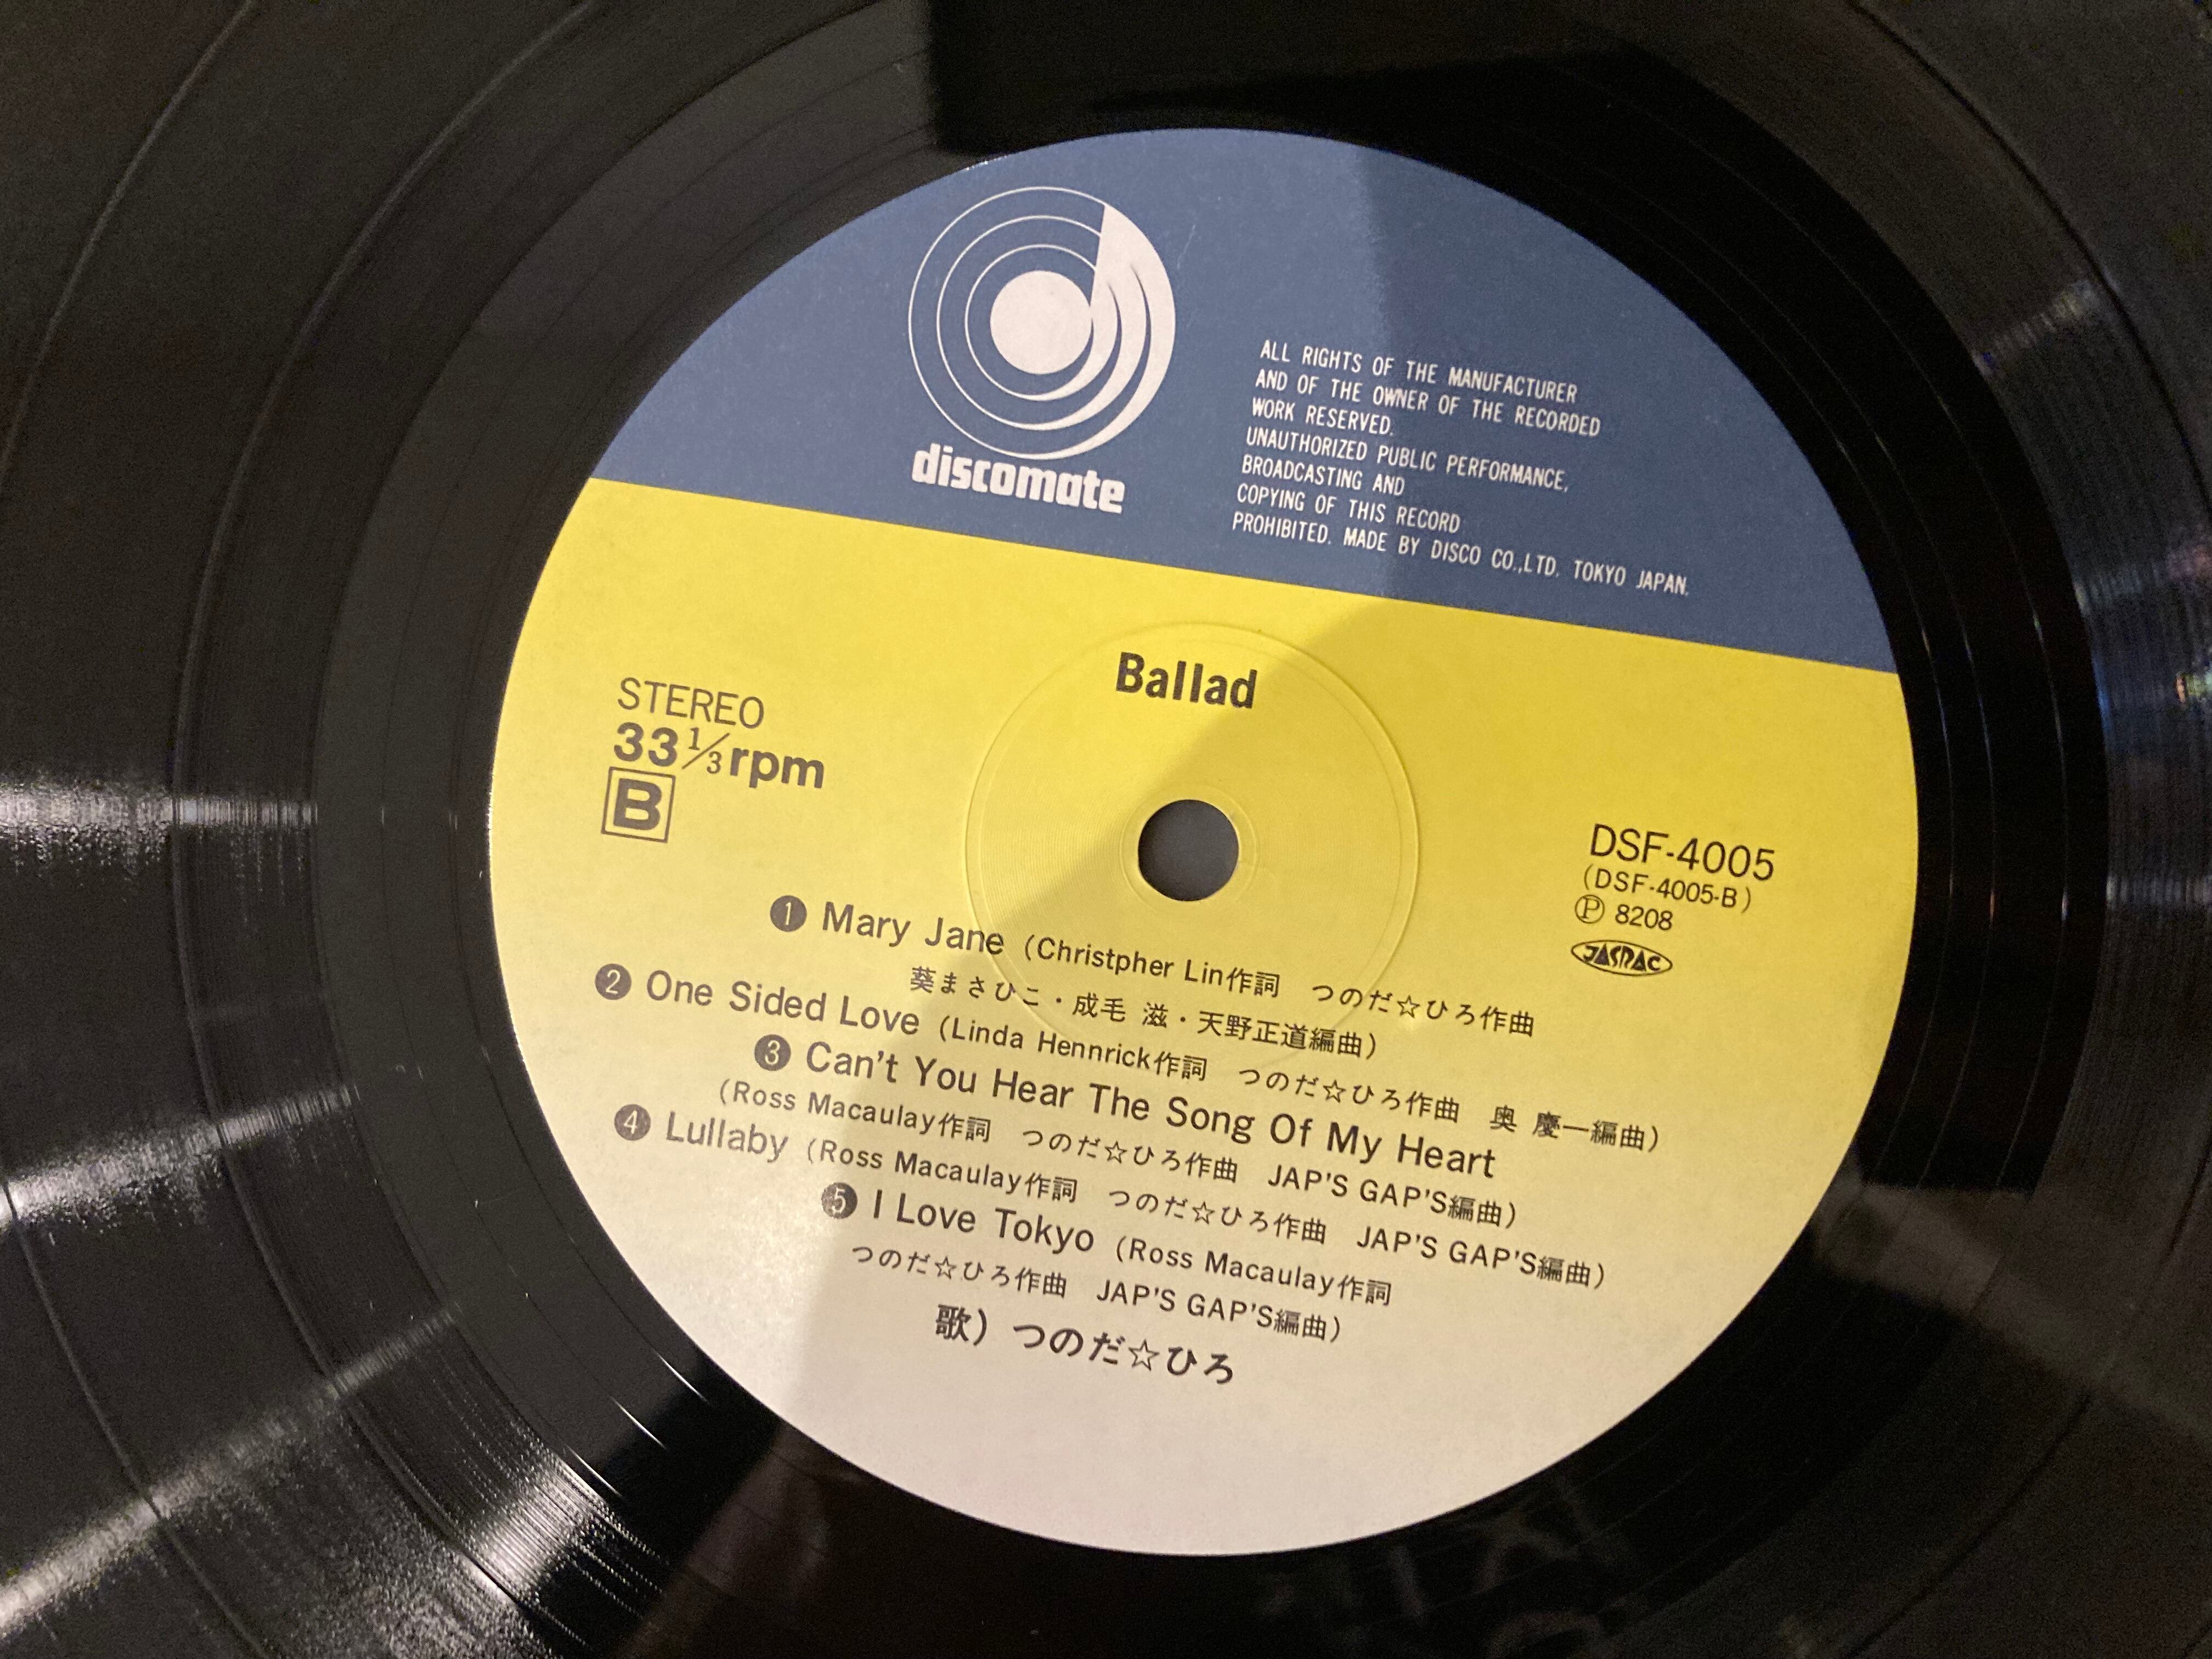 discomate
ALL RIGHTS OF THE MANUFACTURER
AND OF THE OWNER OF THE RECORDED
WORK RESERVED.
UNAUTHORIZED PUBLIC PERFORMANCE,
BROADCASTING AND
COPYING OF THIS RECORD
PROHIBITED. MADE BY DISCO CO.,LTD. TOKYO JAPAN.
Ballad
STEREO
33 1/3 rpm
B
DSF-4005
(DSF-4005-B)
Ⓟ 8208
JASRAC
❶ Mary Jane (Christpher Lin作詞　つのだ☆ひろ作曲
葵まさひこ・成毛 滋・天野正道編曲)
❷ One Sided Love (Linda Hennrick作詞　つのだ☆ひろ作曲　奥 慶一編曲)
❸ Can't You Hear The Song Of My Heart
(Ross Macaulay作詞　つのだ☆ひろ作曲　JAP'S GAP'S編曲)
❹ Lullaby (Ross Macaulay作詞　つのだ☆ひろ作曲　JAP'S GAP'S編曲)
❺ I Love Tokyo (Ross Macaulay作詞
つのだ☆ひろ作曲　JAP'S GAP'S編曲)
歌) つのだ☆ひろ